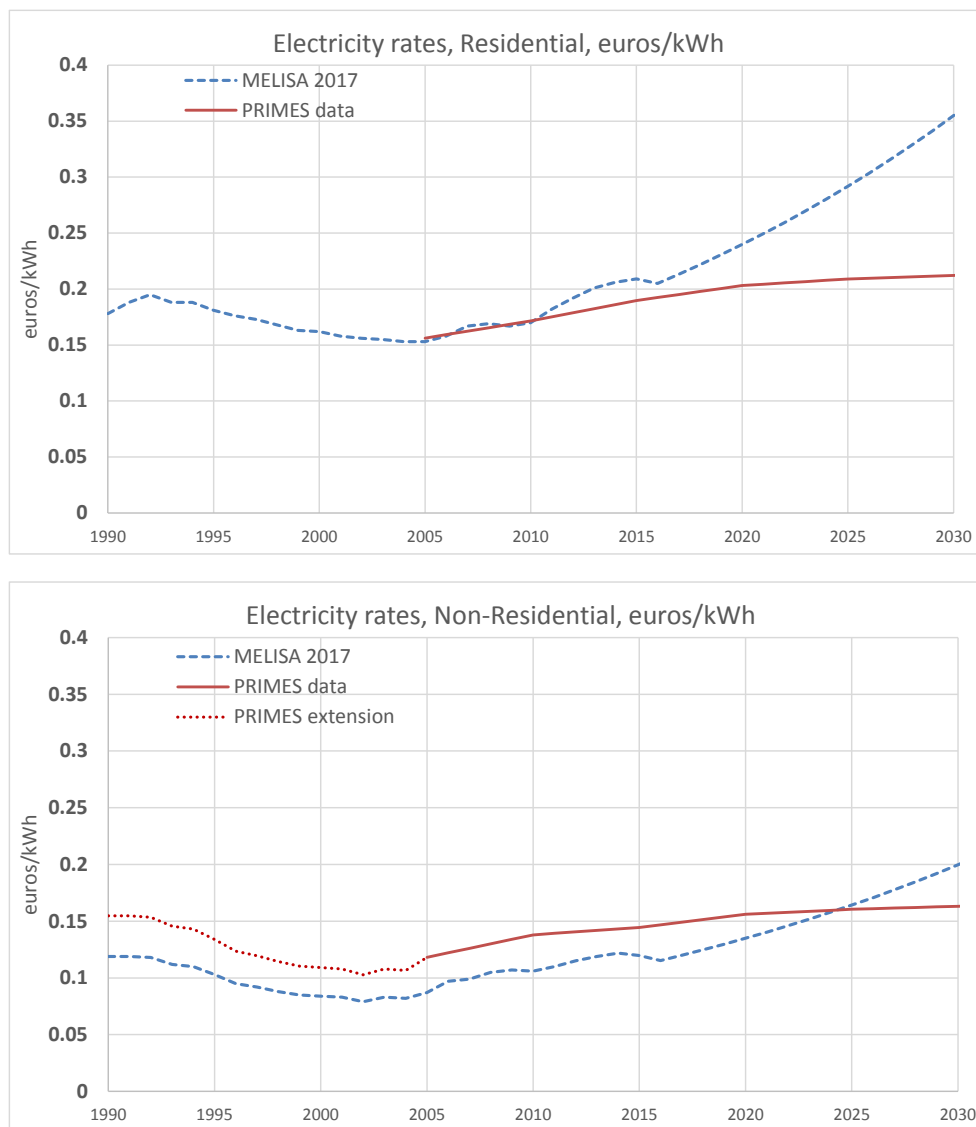 Electricity rates, Residential, euros/kWh
0.4
MELISA 2017
PRIMES data
0.35
0.3
0.25
euros/kWh
0.2
0.15
0.1
0.05
0
1990 1995 2000 2005 2010 2015 2020 2025 2030
Electricity rates, Non-Residential, euros/kWh
0.4
MELISA 2017
PRIMES data
0.35
PRIMES extension
0.3
0.25
euros/kWh
0.2
0.15
0.1
0.05
0
1990 1995 2000 2005 2010 2015 2020 2025 2030